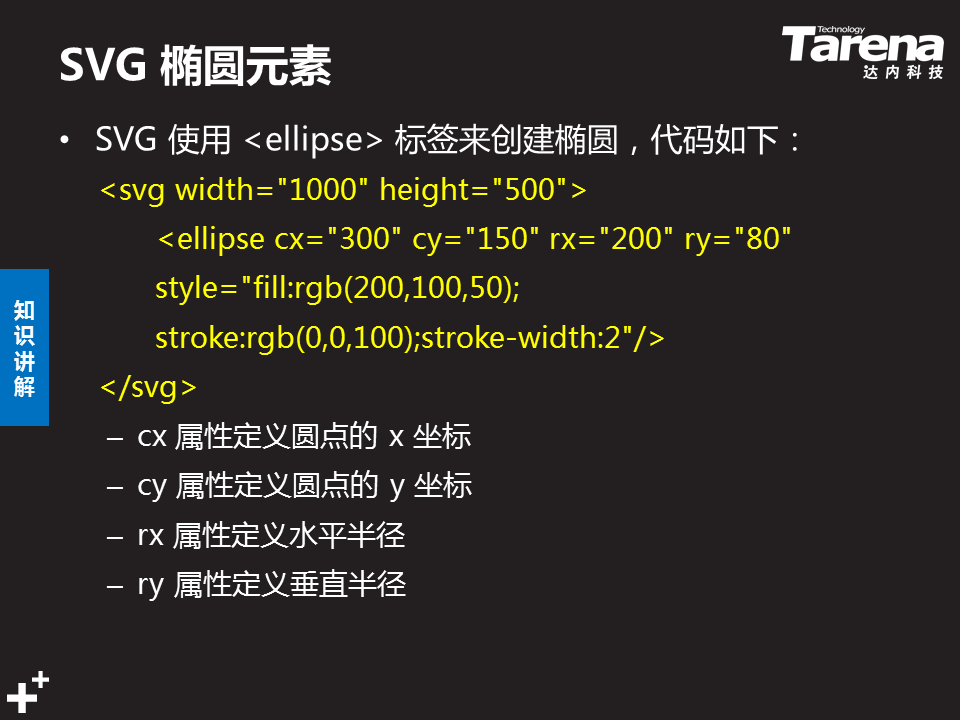 SVG 椭圆元素
Technology
Tarena
达内科技
• SVG 使用 <ellipse> 标签来创建椭圆，代码如下：
<svg width="1000" height="500">
<ellipse cx="300" cy="150" rx="200" ry="80"
style="fill:rgb(200,100,50);
stroke:rgb(0,0,100);stroke-width:2"/>
</svg>
– cx 属性定义圆点的 x 坐标
– cy 属性定义圆点的 y 坐标
– rx 属性定义水平半径
– ry 属性定义垂直半径
知
识
讲
解